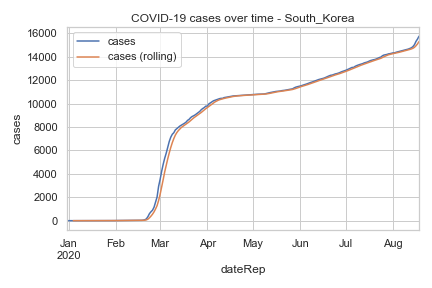 COVID-19 cases over time - South_Korea
cases
cases (rolling)
cases
16000
14000
12000
10000
8000
6000
4000
2000
0
Jan Feb Mar Apr May Jun Jul Aug
2020
dateRep